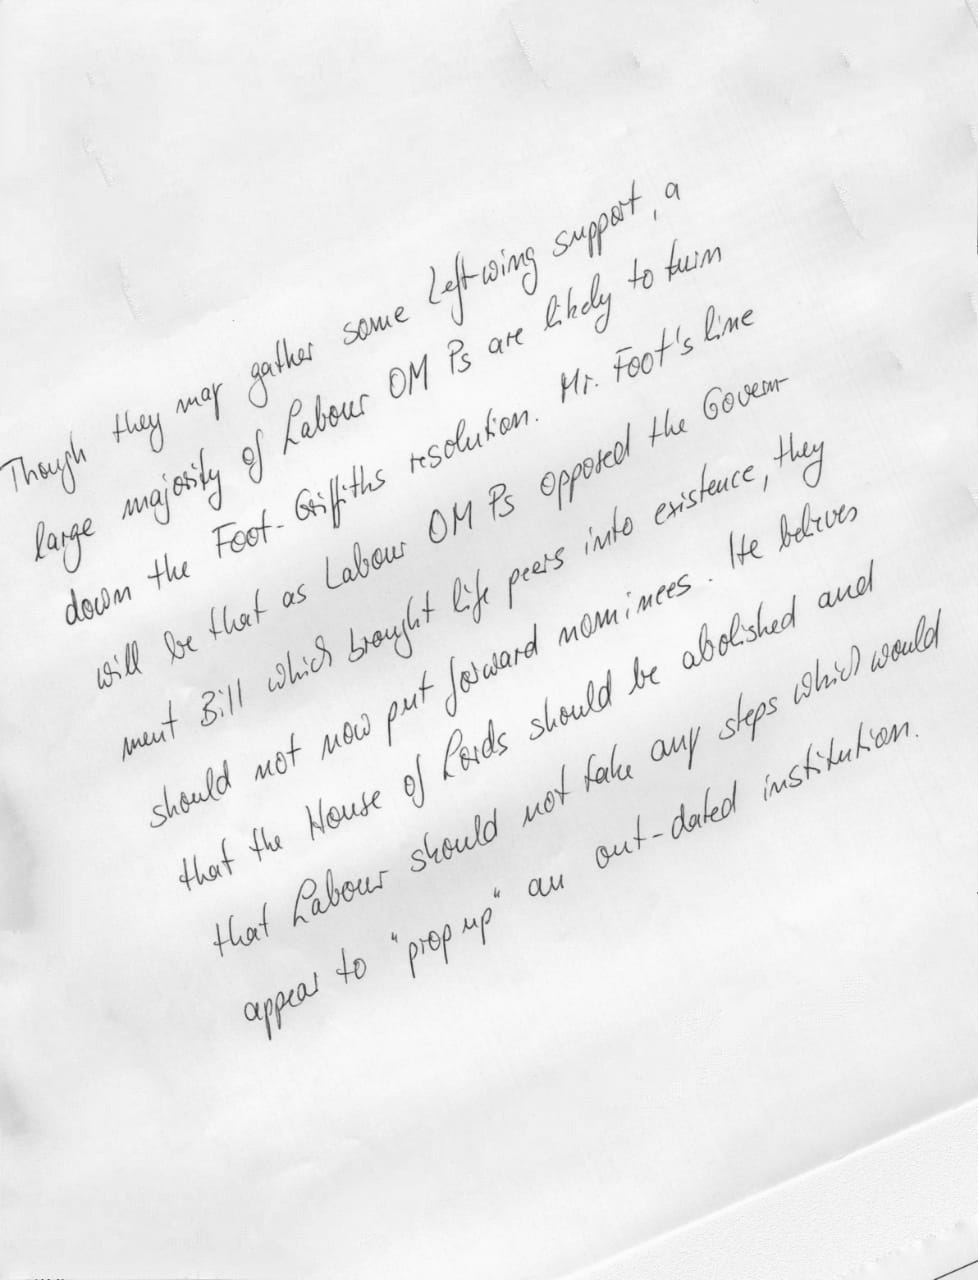 Though they may gather some Left-wing support, a
large majority of Labour OM Ps are likely to turn
down the Foot-Griffiths resolution. Mr. Foot's line
will be that as Labour OM Ps opposed the Govern-
ment Bill which brought life peers into existence, they
should not now put forward nominees. He believes
that the House of Lords should be abolished and
that Labour should not take any steps which would
appear to "prop up" an out-dated institution.